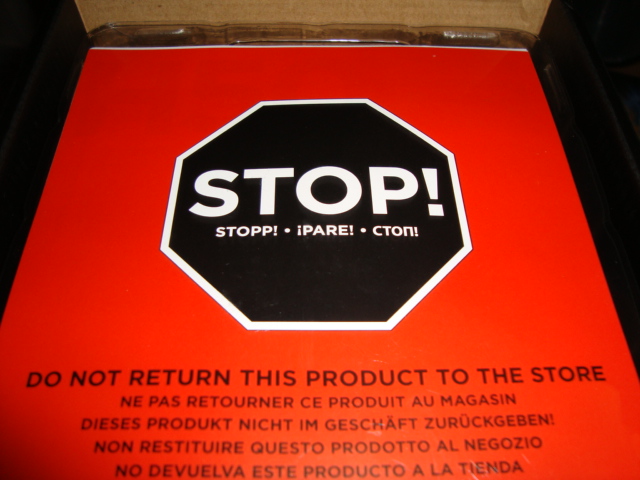 STOP!
STOPP! • ¡PARE! • СТОП!
DO NOT RETURN THIS PRODUCT TO THE STORE
NE PAS RETOURNER CE PRODUIT AU MAGASIN
DIESES PRODUKT NICHT IM GESCHÄFT ZURÜCKGEBEN!
NON RESTITUIRE QUESTO PRODOTTO AL NEGOZIO
NO DEVUELVA ESTE PRODUCTO A LA TIENDA